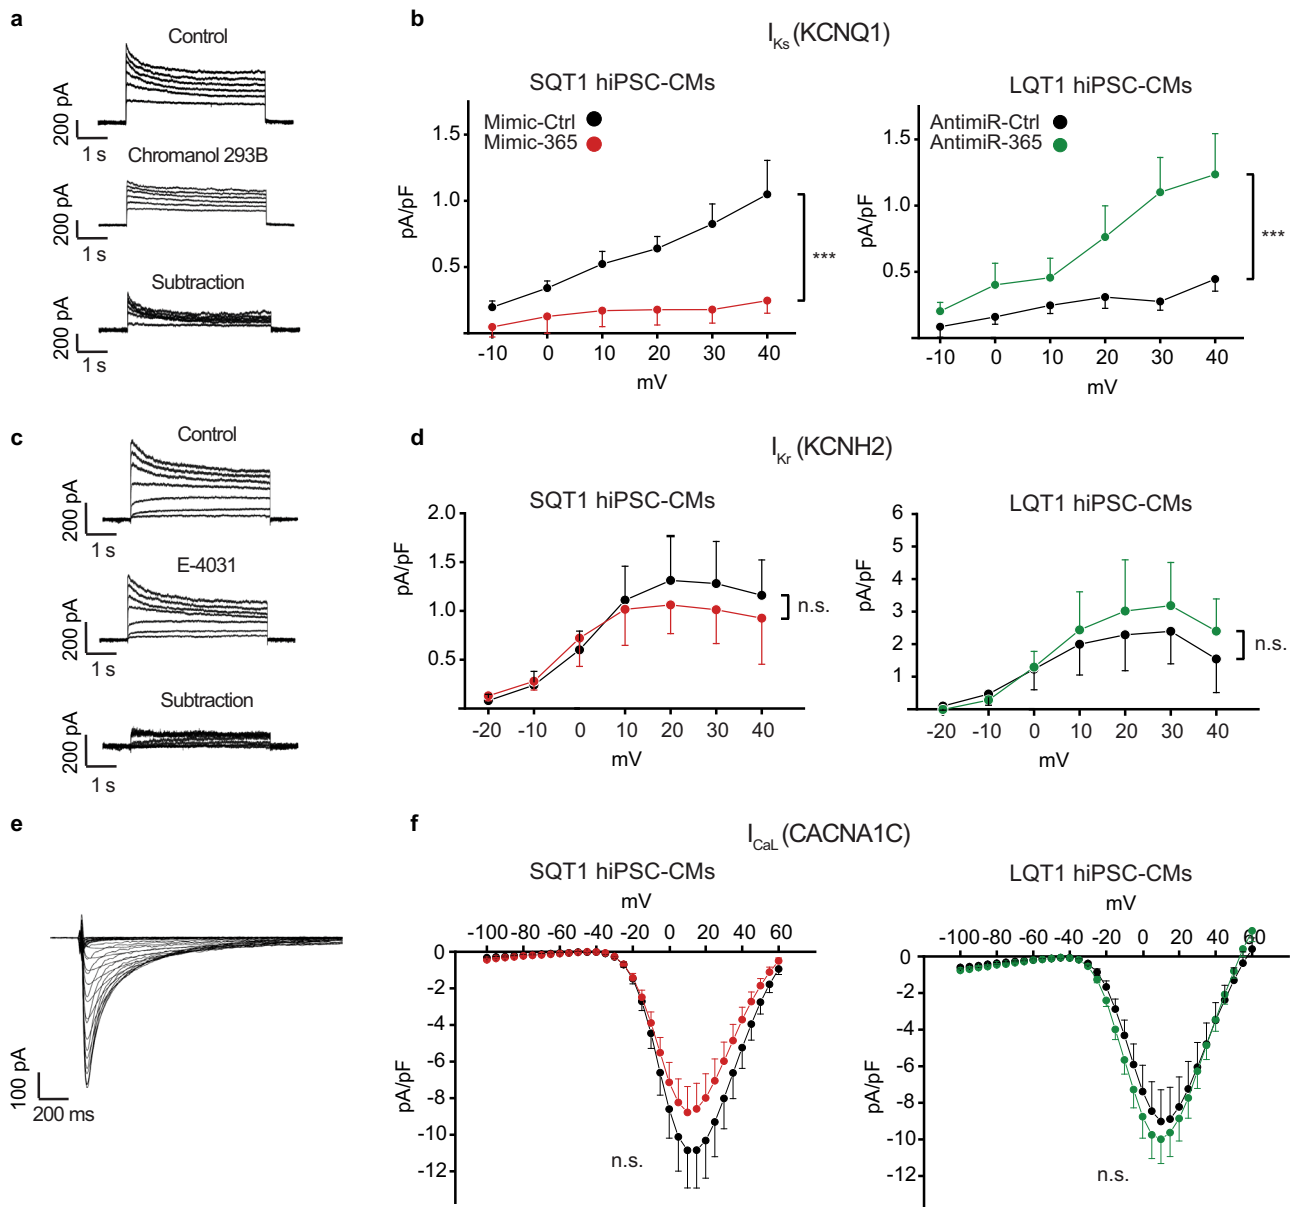 a
Control
200 pA
1 s
Chromanol 293B
200 pA
1 s
Subtraction
200 pA
1 s
b
IKs (KCNQ1)
SQT1 hiPSC-CMs
Mimic-Ctrl
Mimic-365
pA/pF
1.5
1.0
0.5
-10 0 10 20 30 40
mV
***
LQT1 hiPSC-CMs
AntimiR-Ctrl
AntimiR-365
pA/pF
1.5
1.0
0.5
-10 0 10 20 30 40
mV
***
c
Control
200 pA
1 s
E-4031
200 pA
1 s
Subtraction
200 pA
1 s
d
IKr (KCNH2)
SQT1 hiPSC-CMs
pA/pF
2.0
1.5
1.0
0.5
-20 -10 0 10 20 30 40
mV
n.s.
LQT1 hiPSC-CMs
pA/pF
6
5
4
3
2
1
-20 -10 0 10 20 30 40
mV
n.s.
e
100 pA
200 ms
f
ICaL (CACNA1C)
SQT1 hiPSC-CMs
mV
-100 -80 -60 -40 -20 0 20 40 60
0
-2
-4
-6
-8
-10
-12
pA/pF
n.s.
LQT1 hiPSC-CMs
mV
-100 -80 -60 -40 -20 0 20 40 60
0
-2
-4
-6
-8
-10
-12
pA/pF
n.s.